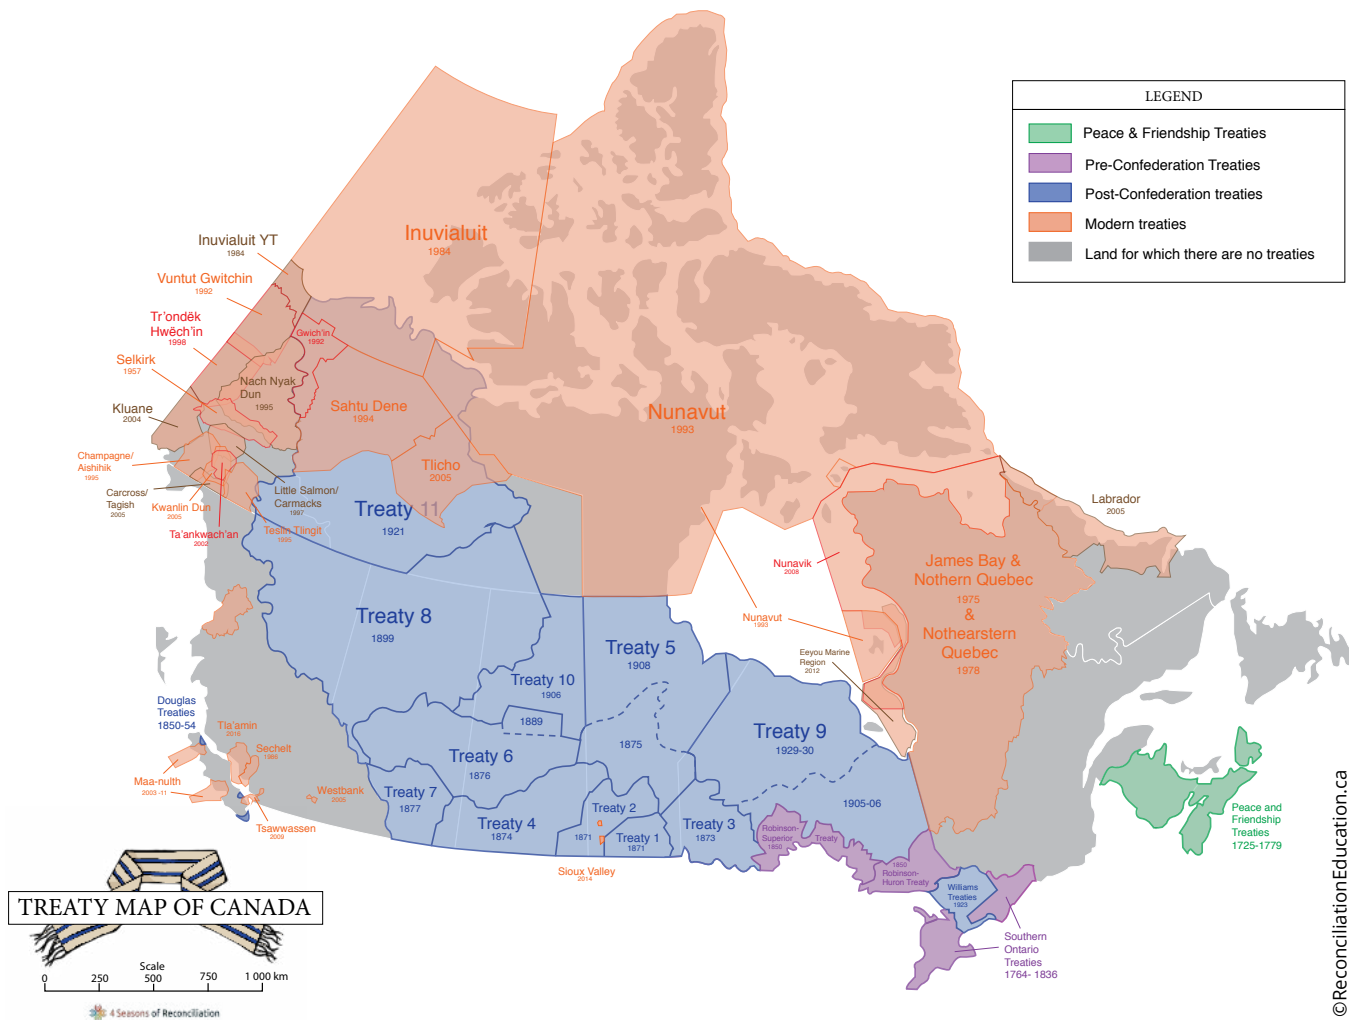 LEGEND
Peace & Friendship Treaties
Pre-Confederation Treaties
Post-Confederation treaties
Modern treaties
Land for which there are no treaties
Inuvialuit
1984
Inuvialuit YT
1984
Vuntut Gwitchin
1992
Tr'ondëk
Hwëch'in
1998
Gwich'in
1992
Selkirk
1957
Nach Nyak
Dun
1995
Kluane
2004
Sahtu Dene
1994
Nunavut
1993
Champagne/
Aishihik
1995
Tlicho
2005
Carcross/
Tagish
2005
Little Salmon/
Carmacks
1997
Kwanlin Dun
2005
Teslin Tlingit
1995
Ta'ankwach'an
2002
Labrador
2005
Treaty 11
1921
Nunavik
2008
James Bay &
Nothern Quebec
1975
&
Nothearstern
Quebec
1978
Treaty 8
1899
Nunavut
1993
Treaty 5
1908
Eeyou Marine
Region
2012
Treaty 10
1906
Douglas
Treaties
1850-54
1889
Tla'amin
2016
Treaty 9
1929-30
Sechelt
1986
Treaty 6
1876
1875
Maa-nulth
2003 -11
Westbank
2005
Treaty 7
1877
1905-06
Treaty 2
1871
Treaty 4
1874
Treaty 1
1871
Treaty 3
1873
Robinson-
Superior
1850
Treaty
Tsawwassen
2009
Peace and
Friendship
Treaties
1725-1779
1850
Robinson-
Huron Treaty
Sioux Valley
2014
Williams
Treaties
1923
Southern
Ontario
Treaties
1764- 1836
TREATY MAP OF CANADA
Scale
0 250 500 750 1 000 km
4 Seasons of Reconciliation
©ReconciliationEducation.ca